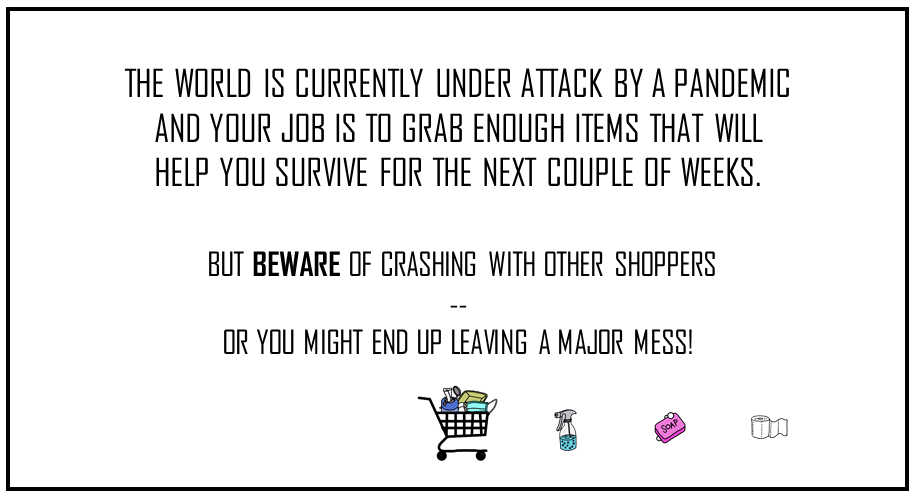 THE WORLD IS CURRENTLY UNDER ATTACK BY A PANDEMIC
AND YOUR JOB IS TO GRAB ENOUGH ITEMS THAT WILL
HELP YOU SURVIVE FOR THE NEXT COUPLE OF WEEKS.
BUT BEWARE OF CRASHING WITH OTHER SHOPPERS
--
OR YOU MIGHT END UP LEAVING A MAJOR MESS!
SOAP